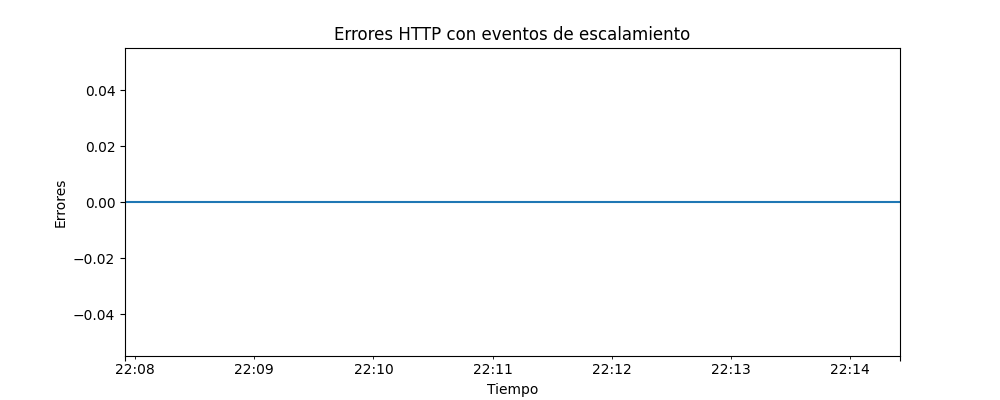 Errores HTTP con eventos de escalamiento
0.04
0.02
0.00
−0.02
−0.04
Errores
22:08 22:09 22:10 22:11 22:12 22:13 22:14
Tiempo